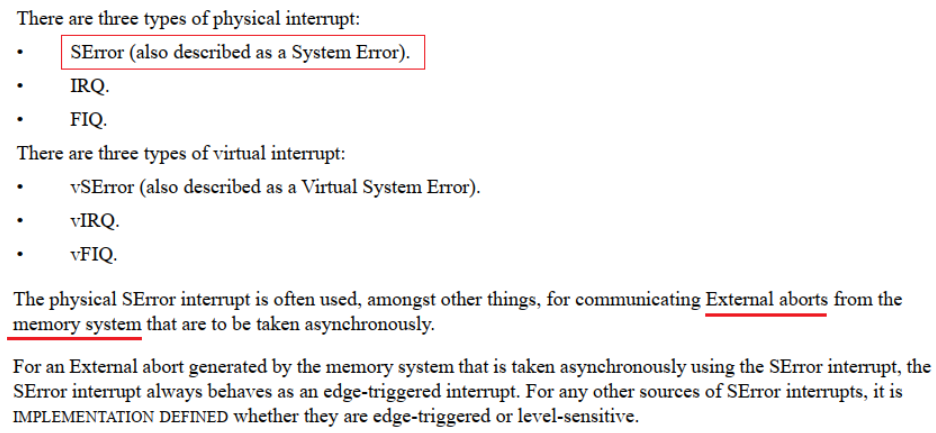 There are three types of physical interrupt:
• SError (also described as a System Error).
• IRQ.
• FIQ.
There are three types of virtual interrupt:
• vSError (also described as a Virtual System Error).
• vIRQ.
• vFIQ.
The physical SError interrupt is often used, amongst other things, for communicating External aborts from the
memory system that are to be taken asynchronously.
For an External abort generated by the memory system that is taken asynchronously using the SError interrupt, the
SError interrupt always behaves as an edge-triggered interrupt. For any other sources of SError interrupts, it is
IMPLEMENTATION DEFINED whether they are edge-triggered or level-sensitive.